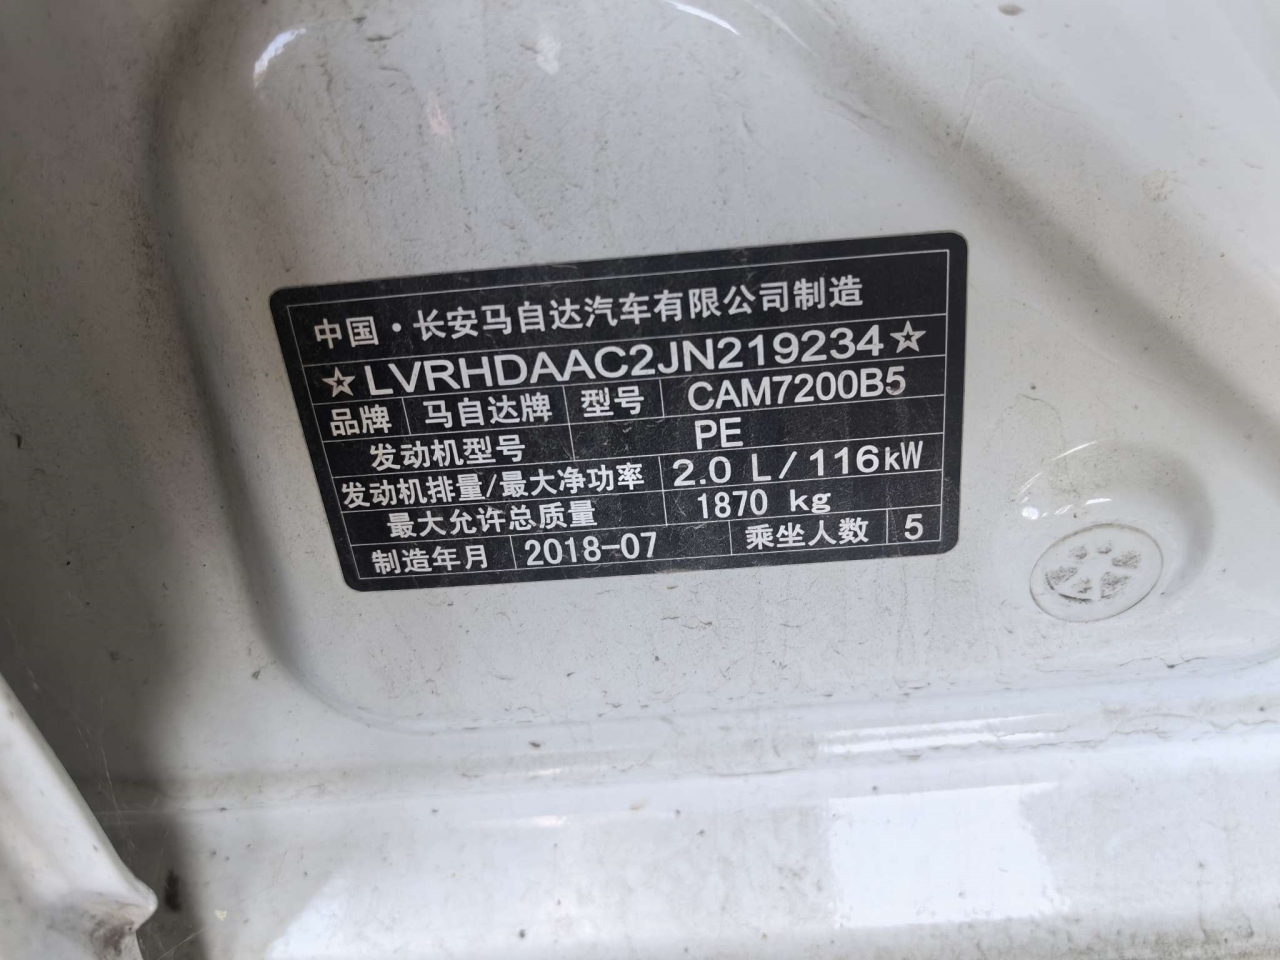 中国·长安马自达汽车有限公司制造
☆LVRHDAAC2JN219234☆
品牌 马自达牌 型号 CAM7200B5
发动机型号 PE
发动机排量/最大净功率 2.0 L/116kW
最大允许总质量 1870 kg
制造年月 2018-07 乘坐人数 5